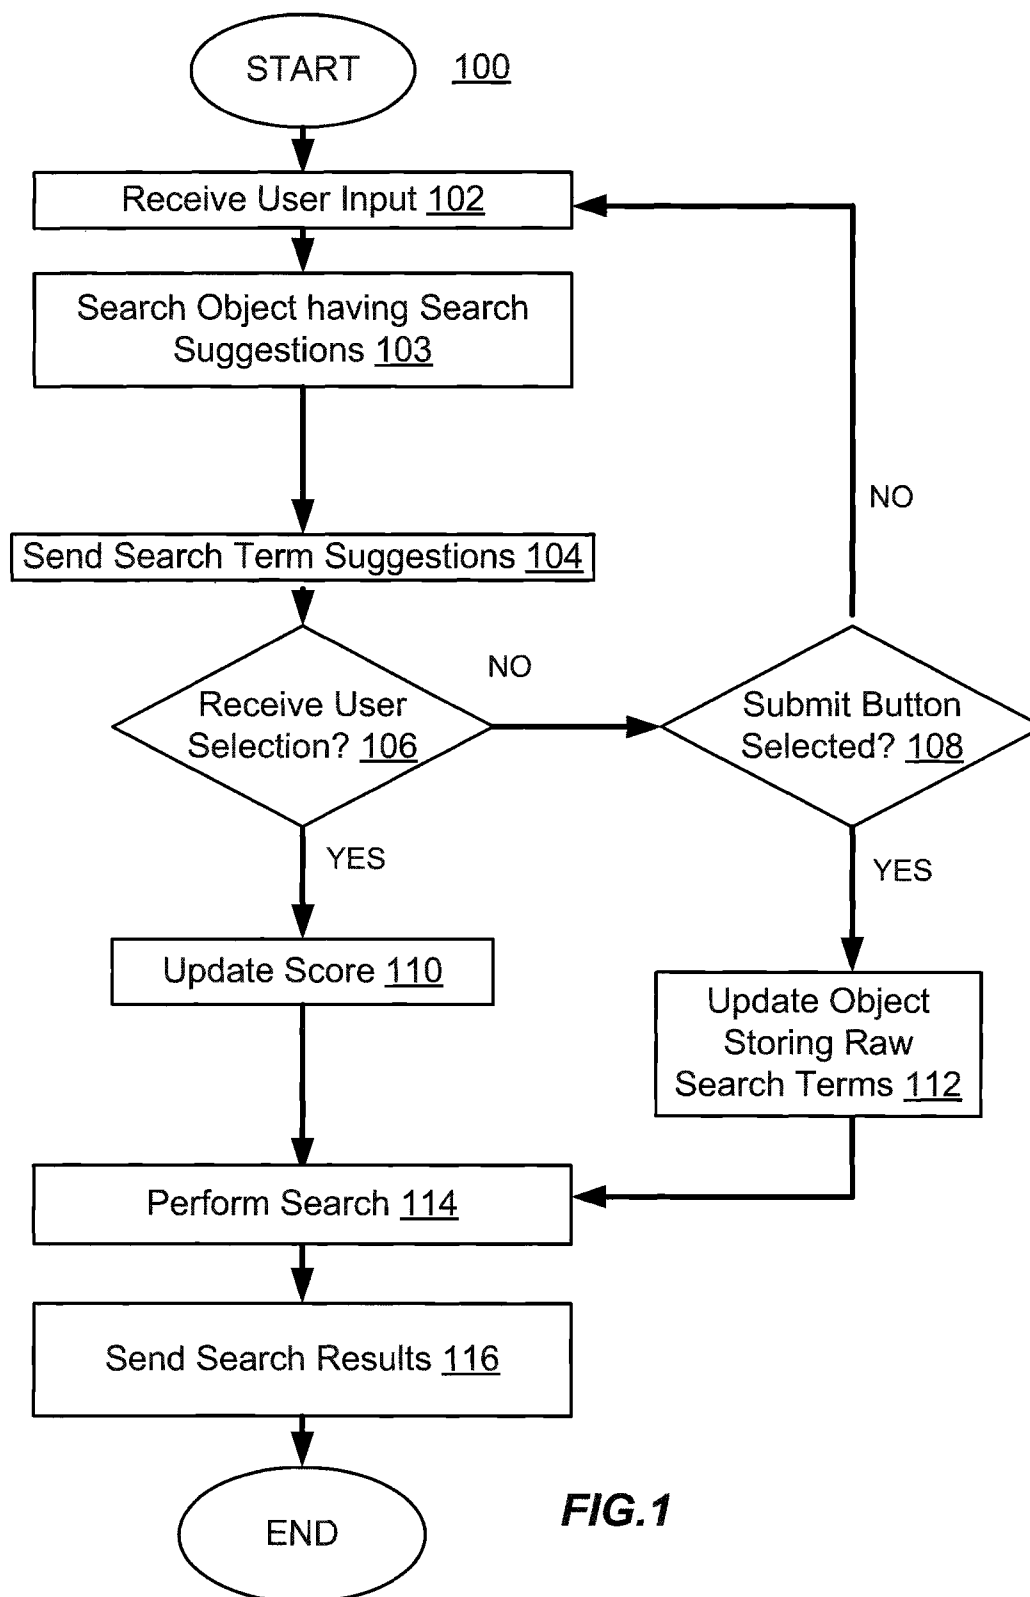 START
100
Receive User Input 102
Search Object having Search
Suggestions 103
NO
Send Search Term Suggestions 104
NO
Receive User
Selection? 106
Submit Button
Selected? 108
YES
YES
Update Score 110
Update Object
Storing Raw
Search Terms 112
Perform Search 114
Send Search Results 116
END
FIG.1